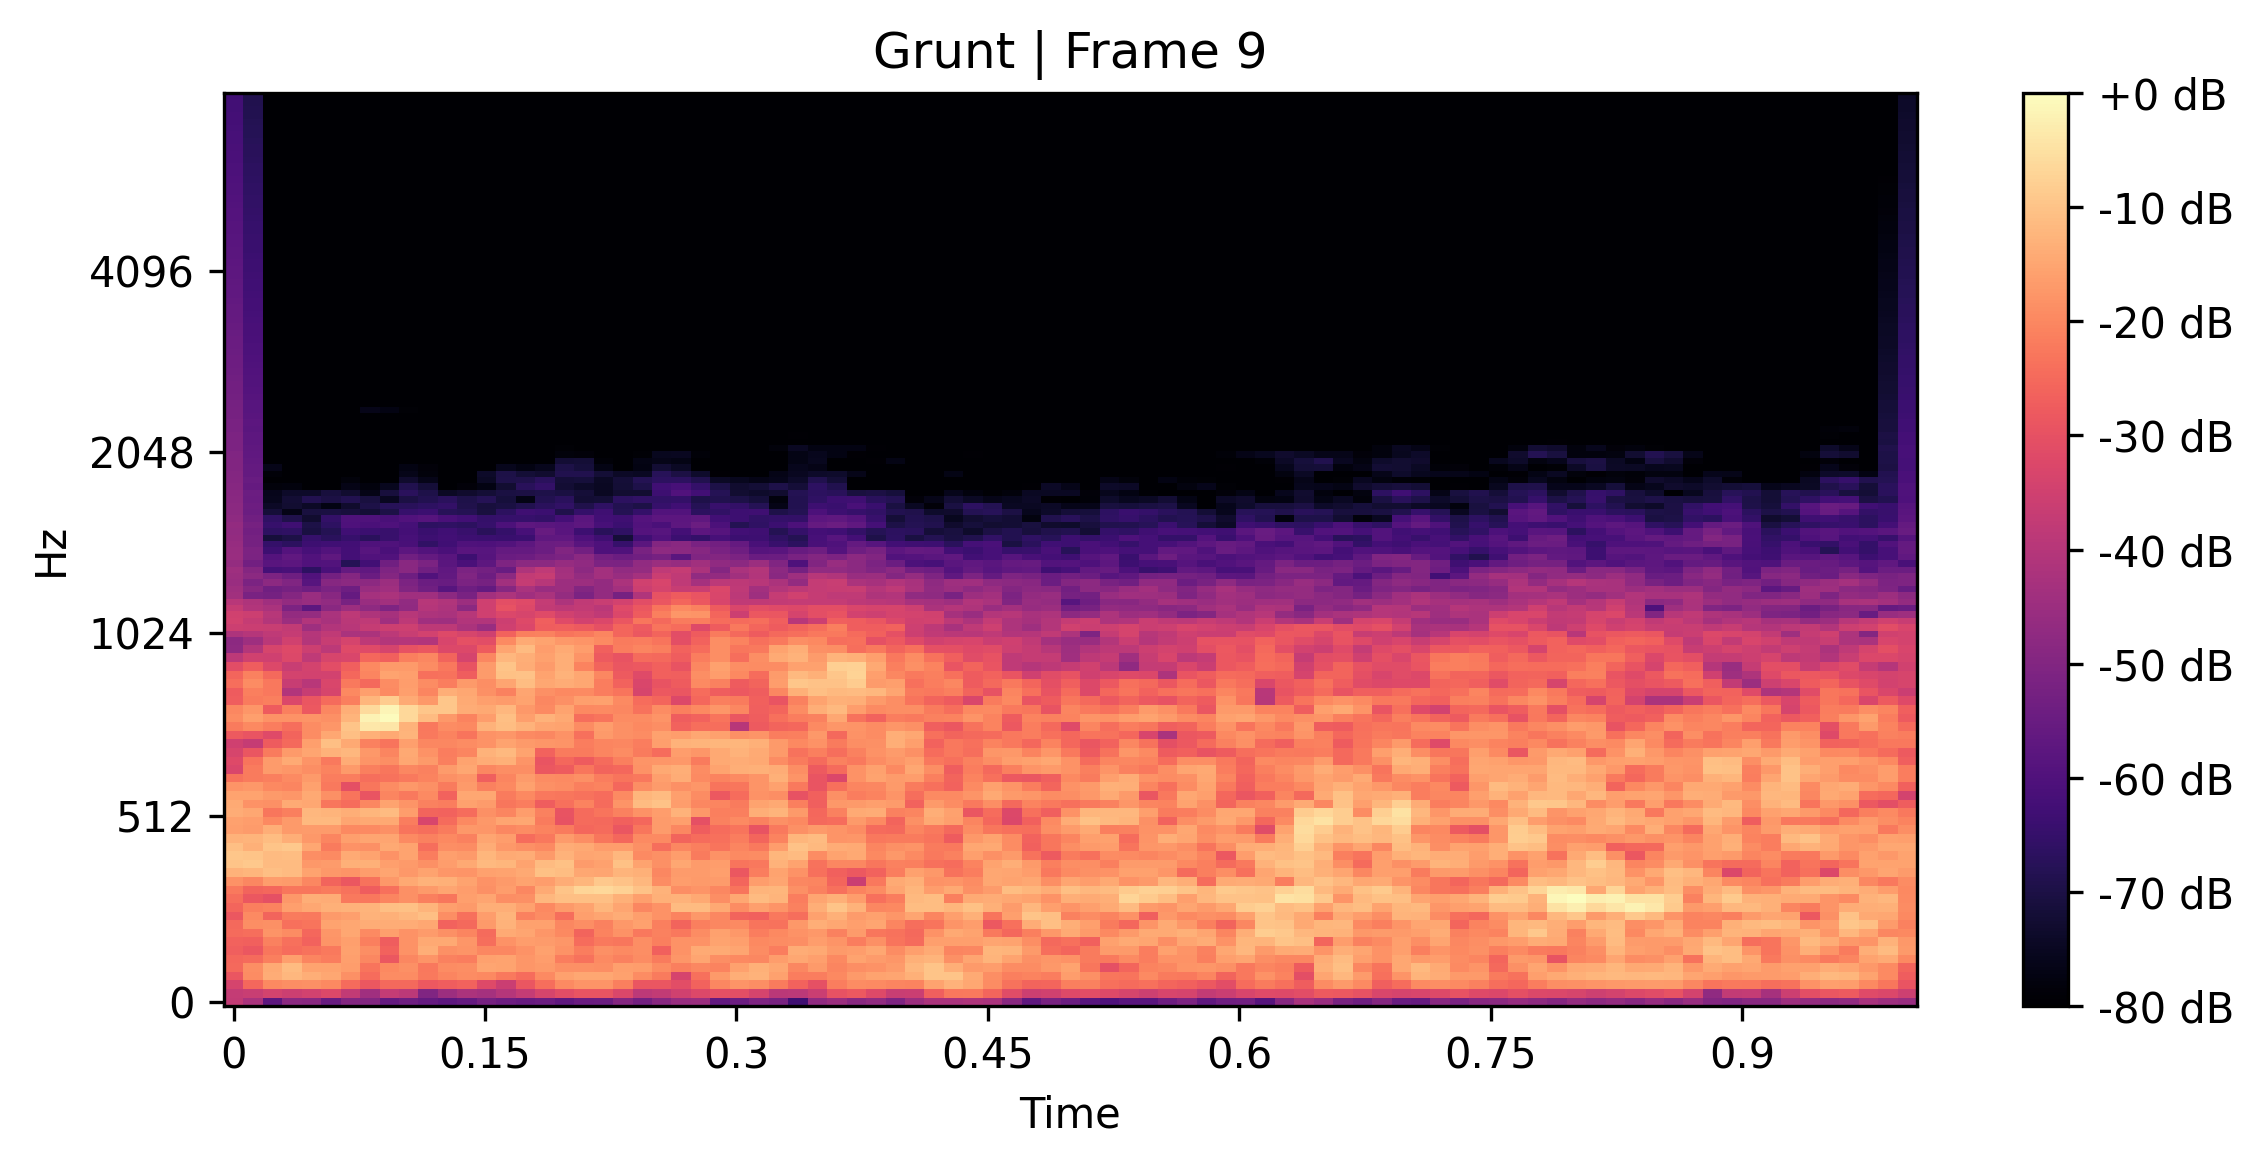 Grunt | Frame 9
+0 dB
-10 dB
-20 dB
-30 dB
-40 dB
-50 dB
-60 dB
-70 dB
-80 dB
Hz
4096
2048
1024
512
0
0 0.15 0.3 0.45 0.6 0.75 0.9
Time